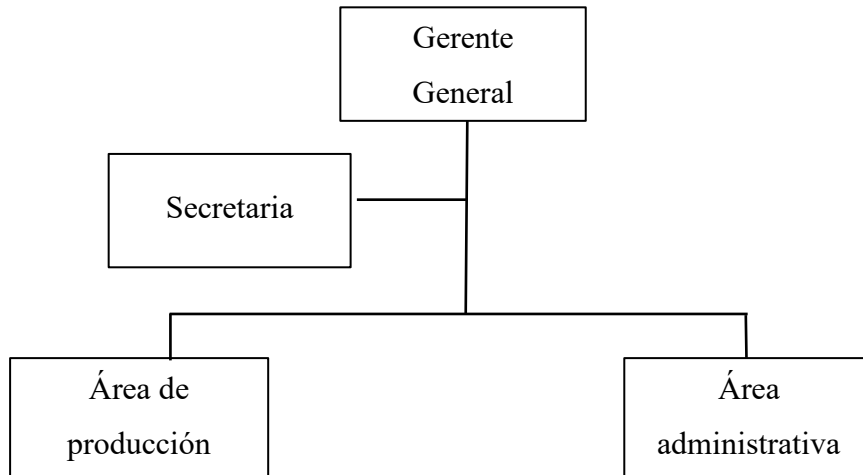 Gerente
General
Secretaria
Área de
producción
Área
administrativa